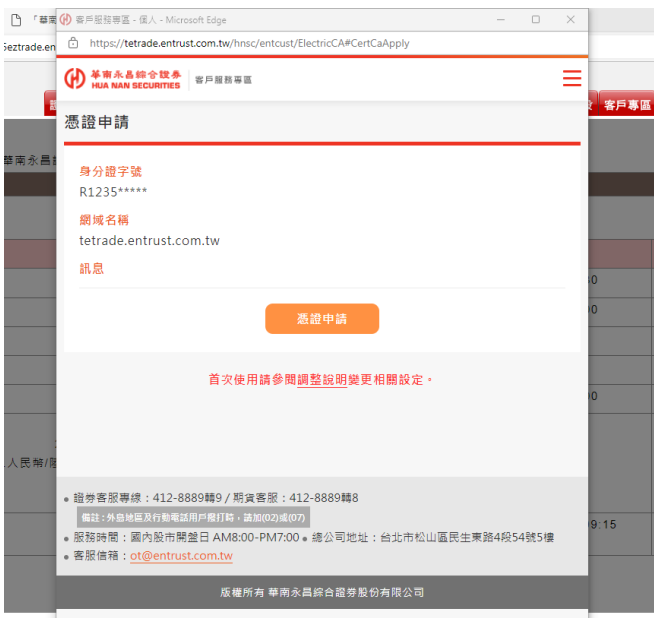 「華南
客戶服務專區 - 個人 - Microsoft Edge
https://tetrade.entrust.com.tw/hnsc/entcust/ElectricCA#CertCaApply
5eztrade.en
華南永昌綜合證券
HUA NAN SECURITIES
客戶服務專區
客戶專區
憑證申請
華南永昌
身分證字號
R1235*****
網域名稱
tetrade.entrust.com.tw
訊息
憑證申請
首次使用請參閱調整說明變更相關設定。
人民幣/
9:15
證券客服專線：412-8889轉9 / 期貨客服：412-8889轉8
備註：外島地區及行動電話用戶撥打時，請加(02)或(07)
服務時間：國內股市開盤日 AM8:00-PM7:00 • 總公司地址：台北市松山區民生東路4段54號5樓
客服信箱：ot@entrust.com.tw
版權所有 華南永昌綜合證券股份有限公司